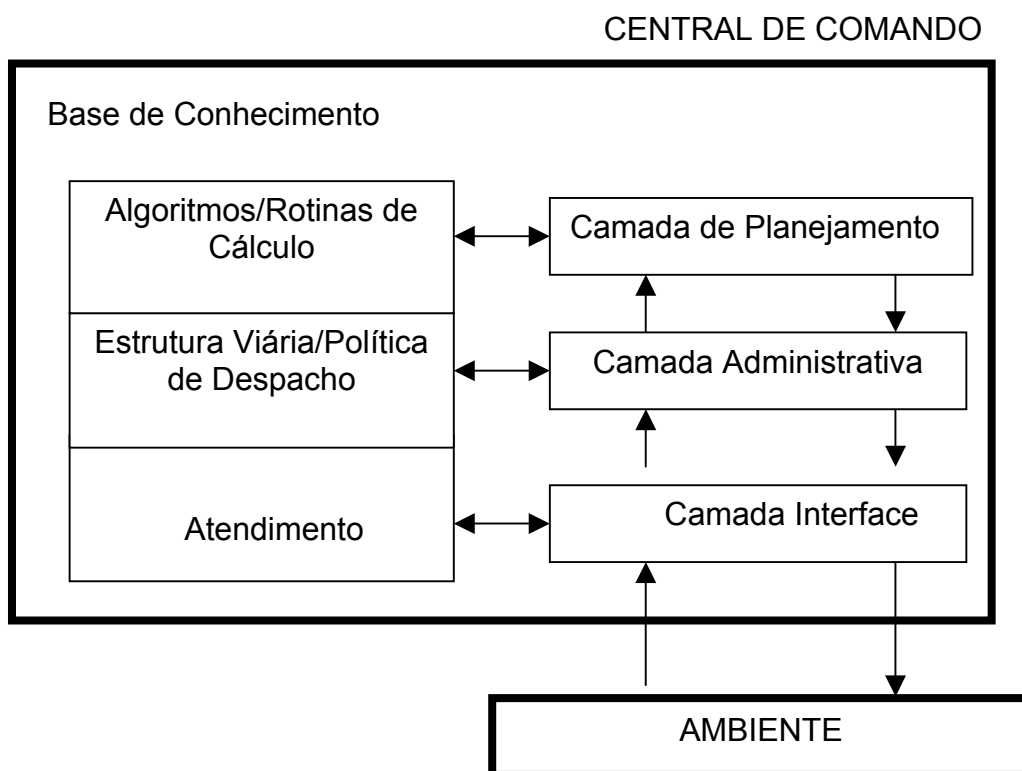 CENTRAL DE COMANDO
Base de Conhecimento
Algoritmos/Rotinas de
Cálculo
Camada de Planejamento
Estrutura Viária/Política
de Despacho
Camada Administrativa
Atendimento
Camada Interface
AMBIENTE